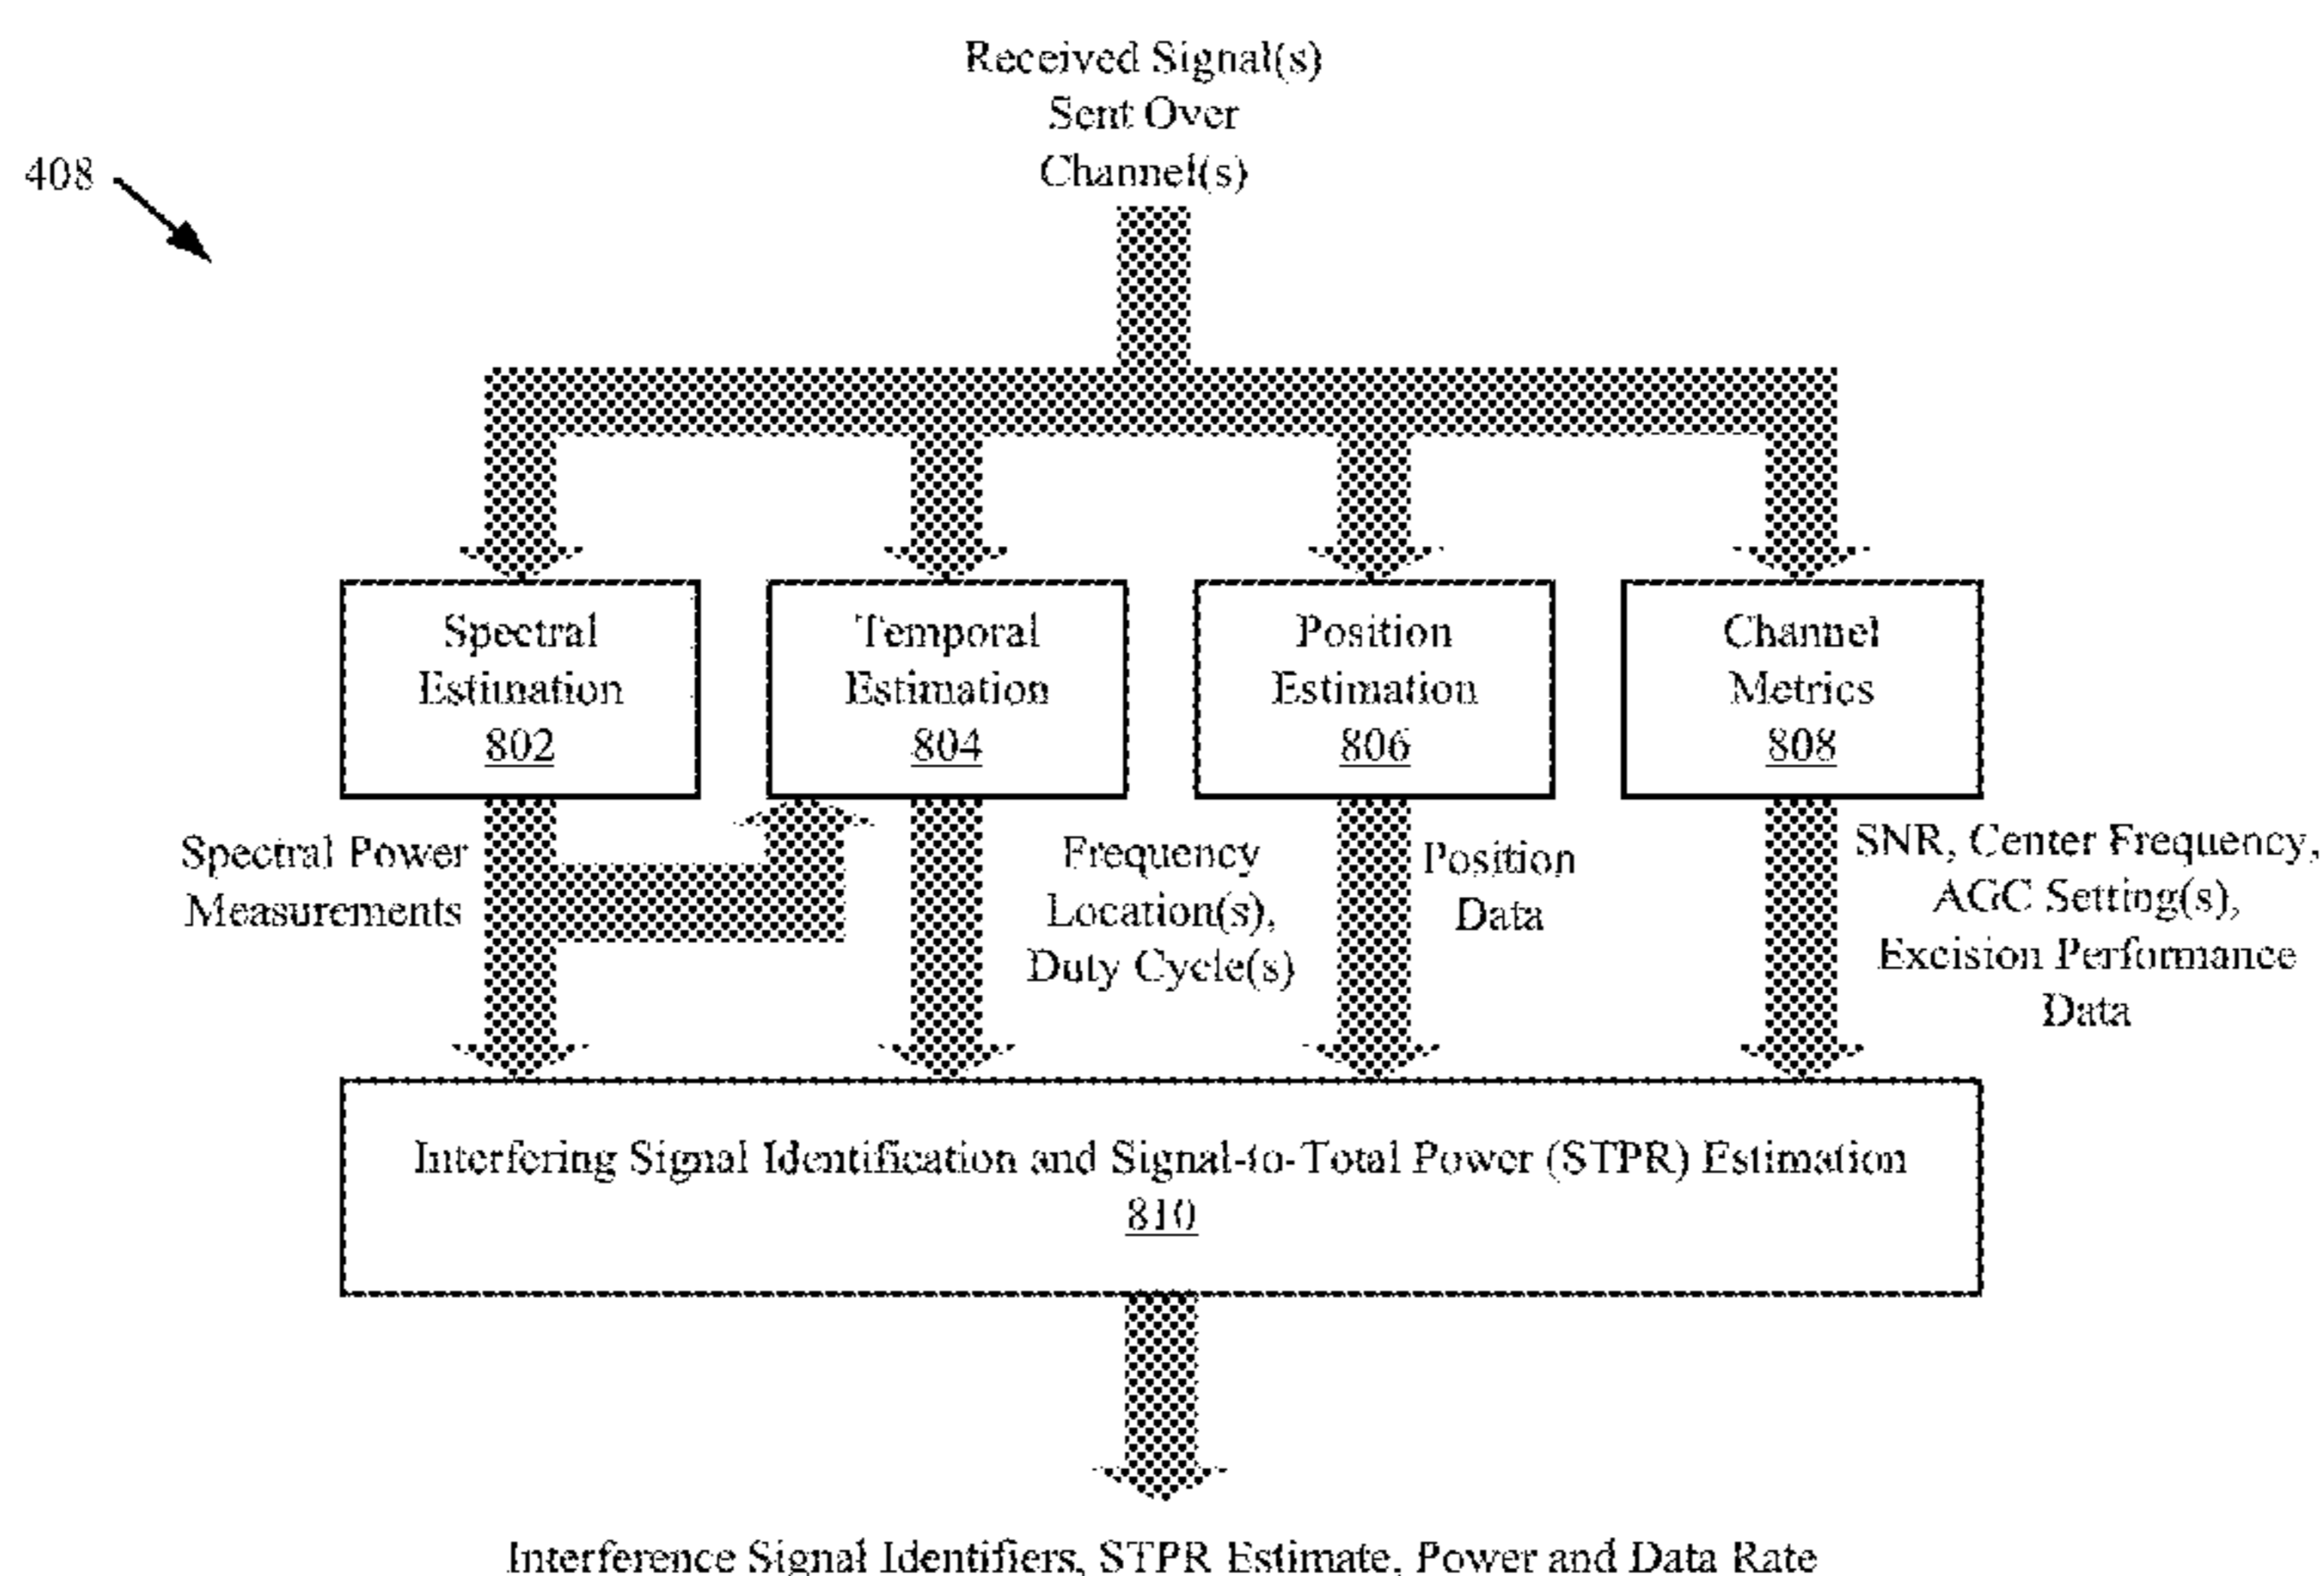 Received Signal(s)
Sent Over
Channel(s)
408
Spectral
Estimation
802
Temporal
Estimation
804
Position
Estimation
806
Channel
Metrics
808
Spectral Power
Measurements
Frequency
Location(s),
Duty Cycle(s)
Position
Data
SNR, Center Frequency,
AGC Setting(s),
Excision Performance
Data
Interfering Signal Identification and Signal-to-Total Power (STPR) Estimation
810
Interference Signal Identifiers, STPR Estimate, Power and Data Rate